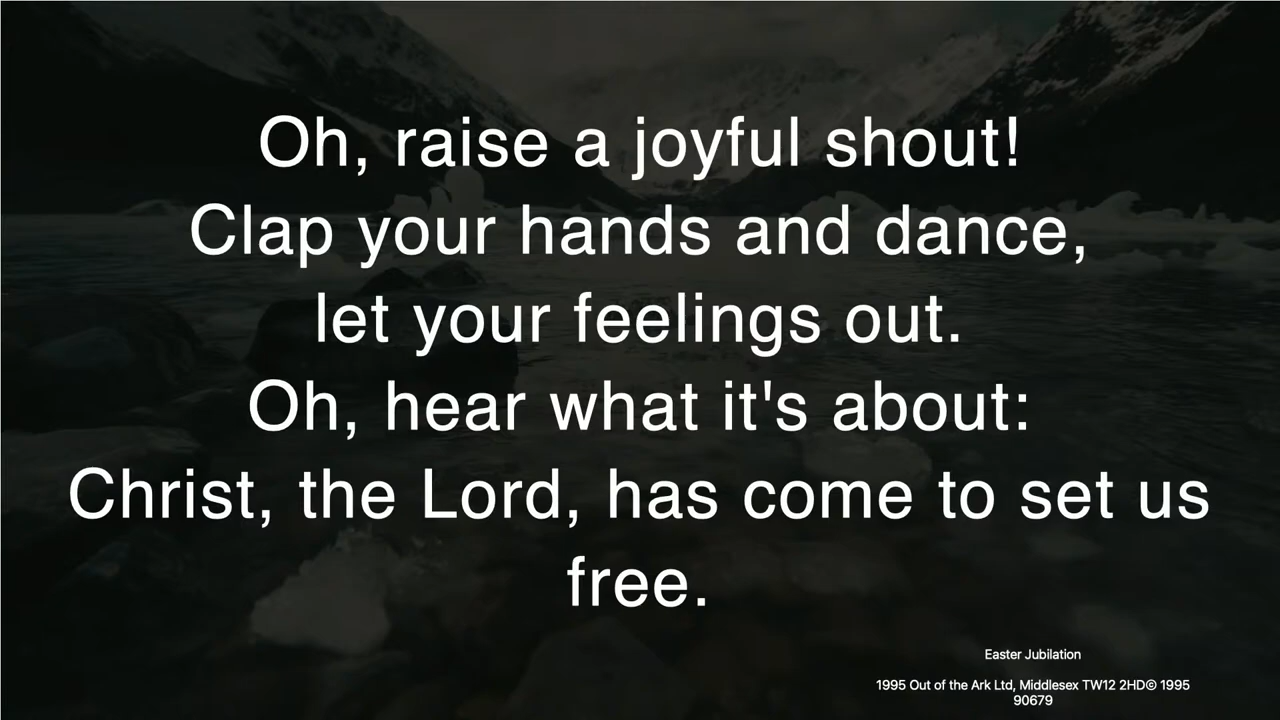 Oh, raise a joyful shout!
Clap your hands and dance,
let your feelings out.
Oh, hear what it's about:
Christ, the Lord, has come to set us
free.
Easter Jubilation
1995 Out of the Ark Ltd, Middlesex TW12 2HD© 1995
90679